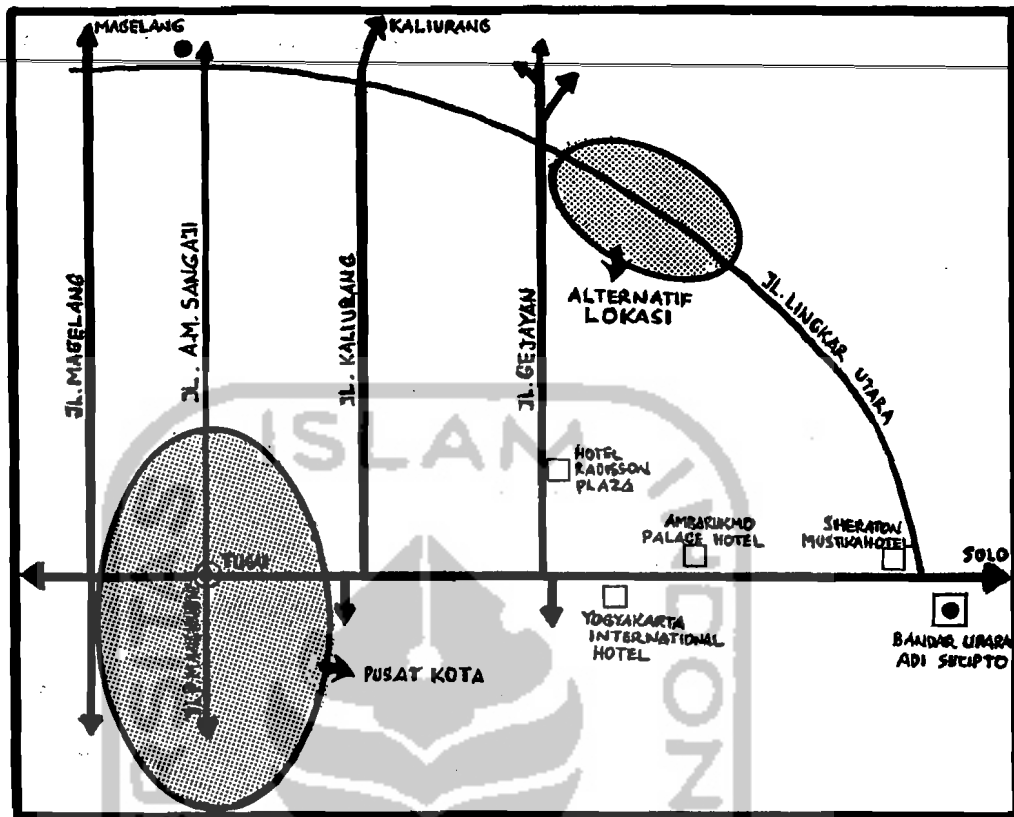 MAGELANG
KALIURANG
JL. MAGELANG
JL. A.M. SANGAJI
JL. KALIURANG
JL. GEJAYAN
ALTERNATIF
LOKASI
JL. LINGKAR UTARA
ISLAM
HOTEL
RADISSON
PLAZA
AMBARUKMO
PALACE HOTEL
SHERATON
MUSTIKA HOTEL
SOLO
TUGU
YOGYAKARTA
INTERNATIONAL
HOTEL
BANDAR UDARA
ADI SUCIPTO
PUSAT KOTA